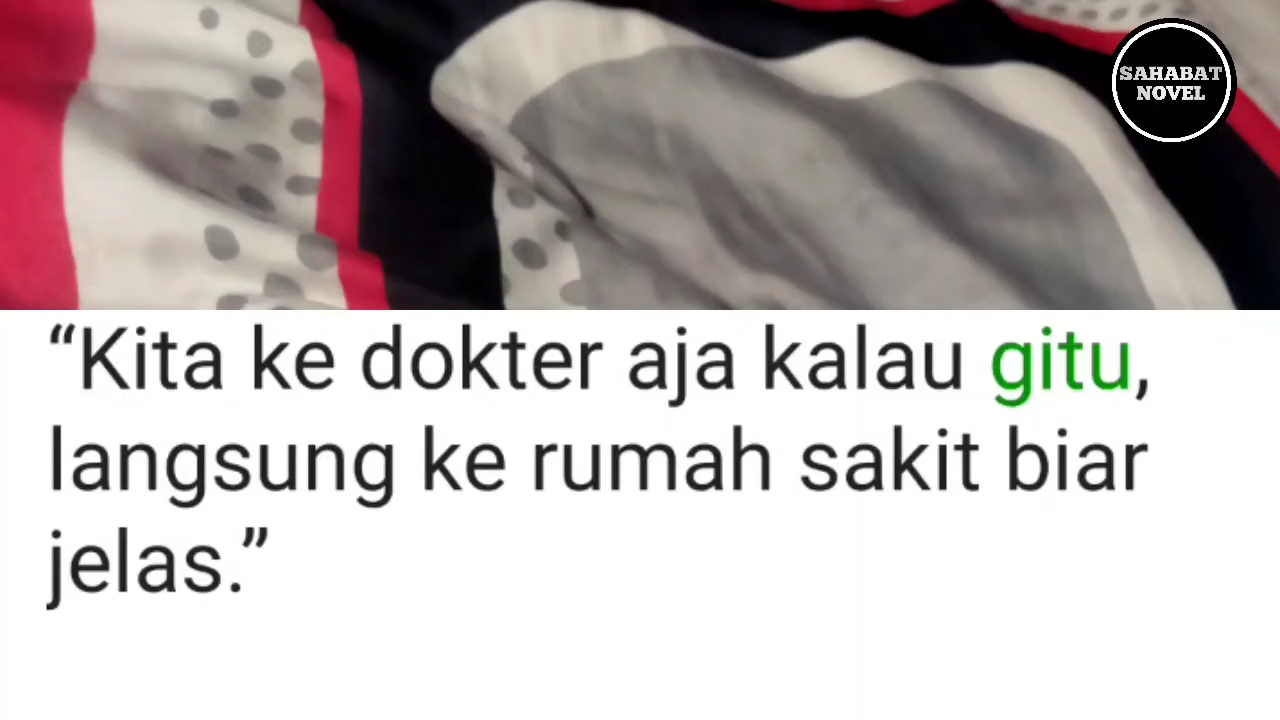 SAHABAT
NOVEL
“Kita ke dokter aja kalau gitu,
langsung ke rumah sakit biar
jelas.”